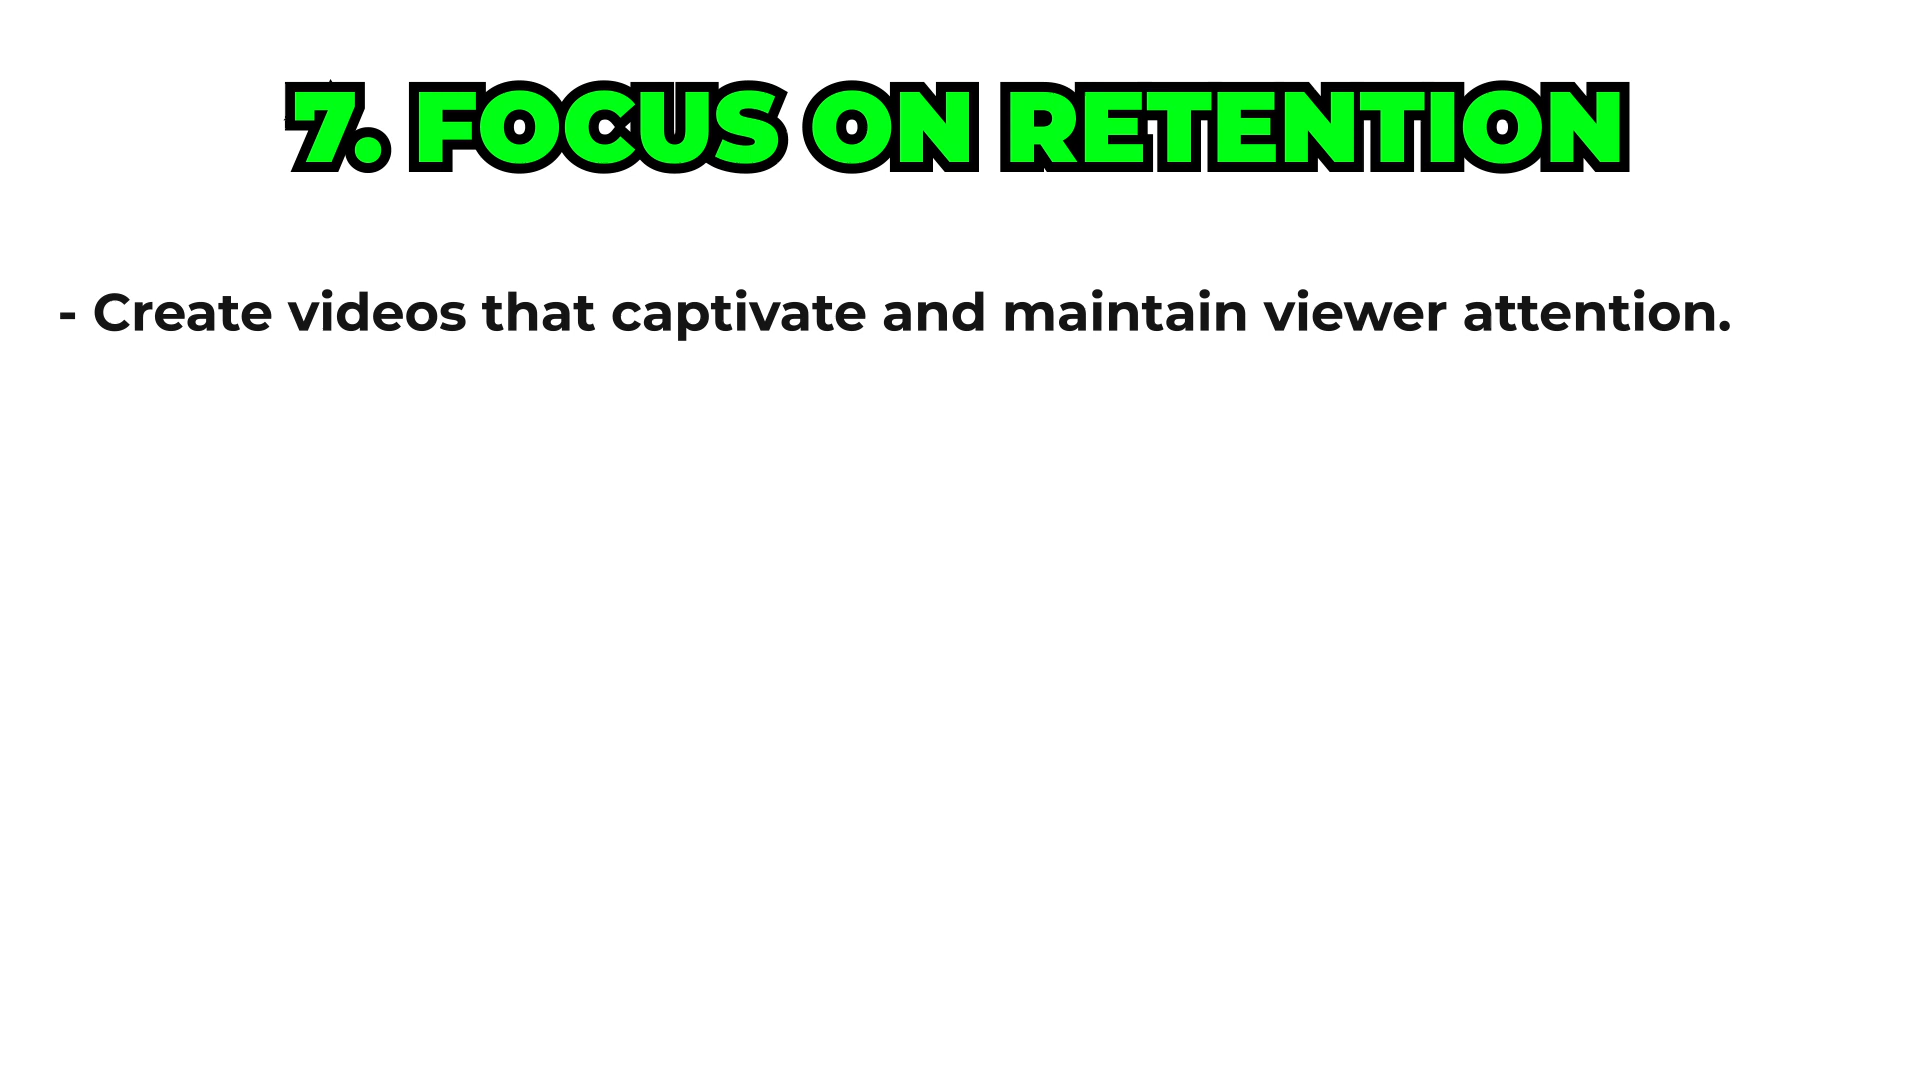 7. FOCUS ON RETENTION
- Create videos that captivate and maintain viewer attention.